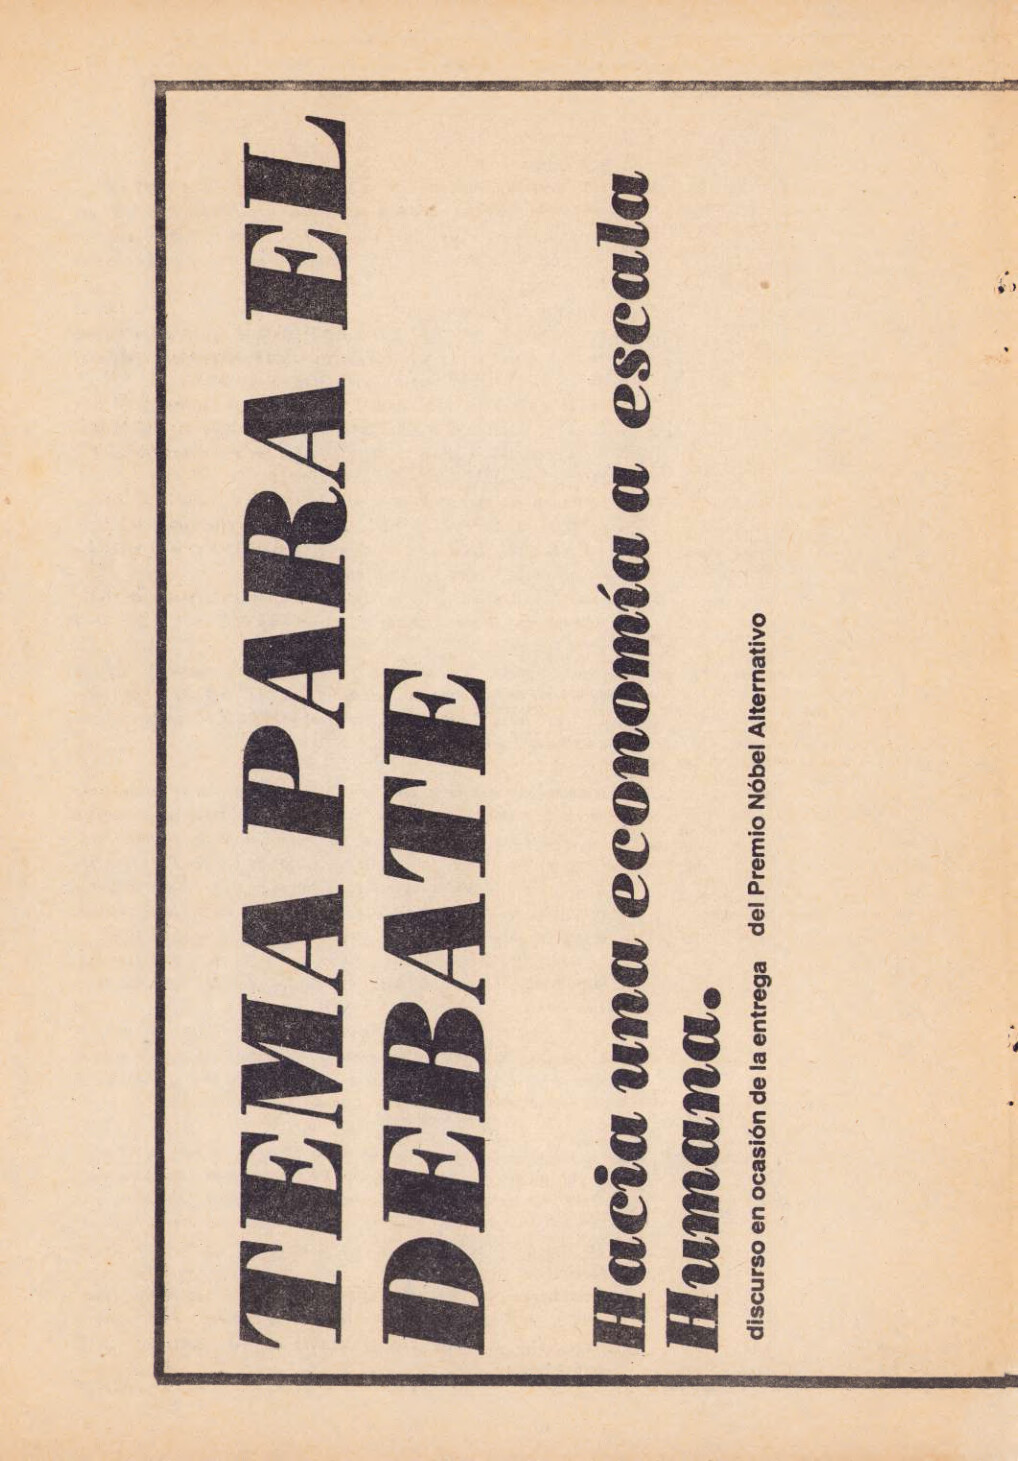 TEMA PARA EL
DEBATE
Hacia una economía a escala
Humana.
discurso en ocasión de la entrega del Premio Nóbel Alternativo